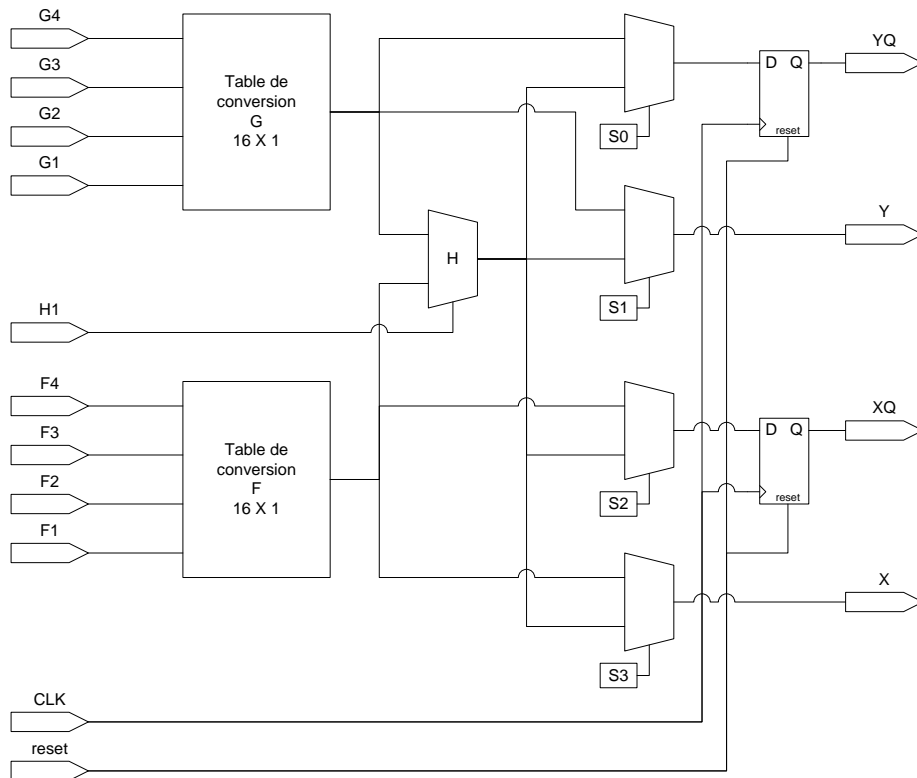 G4
G3
G2
G1
Table de
conversion
G
16 X 1
H1
H
F4
F3
F2
F1
Table de
conversion
F
16 X 1
CLK
reset
S0
S1
S2
S3
D Q
reset
D Q
reset
YQ
Y
XQ
X